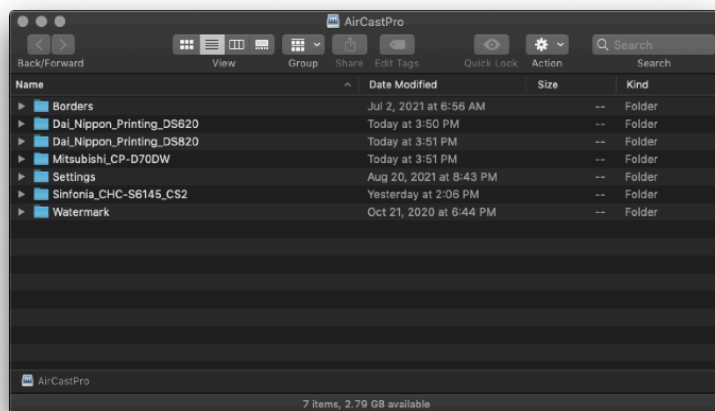 AirCastPro
Back/Forward View Group Share Edit Tags Quick Look Action Search Search
Name Date Modified Size Kind
Borders Jul 2, 2021 at 6:56 AM -- Folder
Dai_Nippon_Printing_DS620 Today at 3:50 PM -- Folder
Dai_Nippon_Printing_DS820 Today at 3:51 PM -- Folder
Mitsubishi_CP-D70DW Today at 3:51 PM -- Folder
Settings Aug 20, 2021 at 8:43 PM -- Folder
Sinfonia_CHC-S6145_CS2 Yesterday at 2:06 PM -- Folder
Watermark Oct 21, 2020 at 6:44 PM -- Folder
AirCastPro
7 items, 2.79 GB available